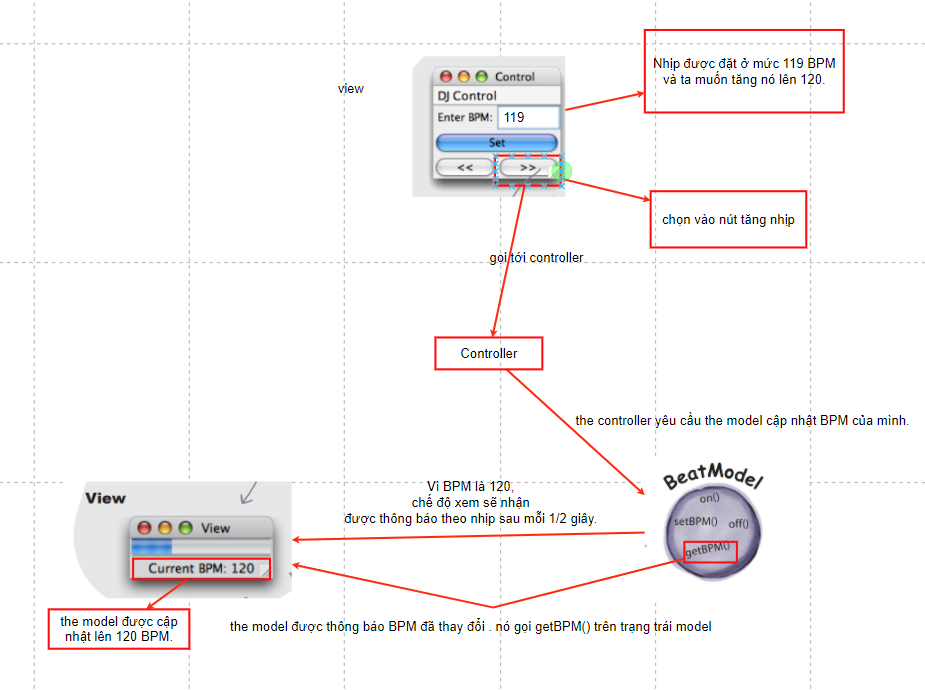 Nhịp được đặt ở mức 119 BPM
và ta muốn tăng nó lên 120.
view
Control
DJ Control
Enter BPM: 119
Set
<< >>
chọn vào nút tăng nhịp
gọi tới controller
Controller
the controller yêu cầu the model cập nhật BPM của mình.
BeatModel
on()
setBPM() off()
getBPM()
Vì BPM là 120,
chế độ xem sẽ nhận
được thông báo theo nhịp sau mỗi 1/2 giây.
View
View
Current BPM: 120
the model được cập
nhật lên 120 BPM.
the model được thông báo BPM đã thay đổi . nó gọi getBPM() trên trạng trái model